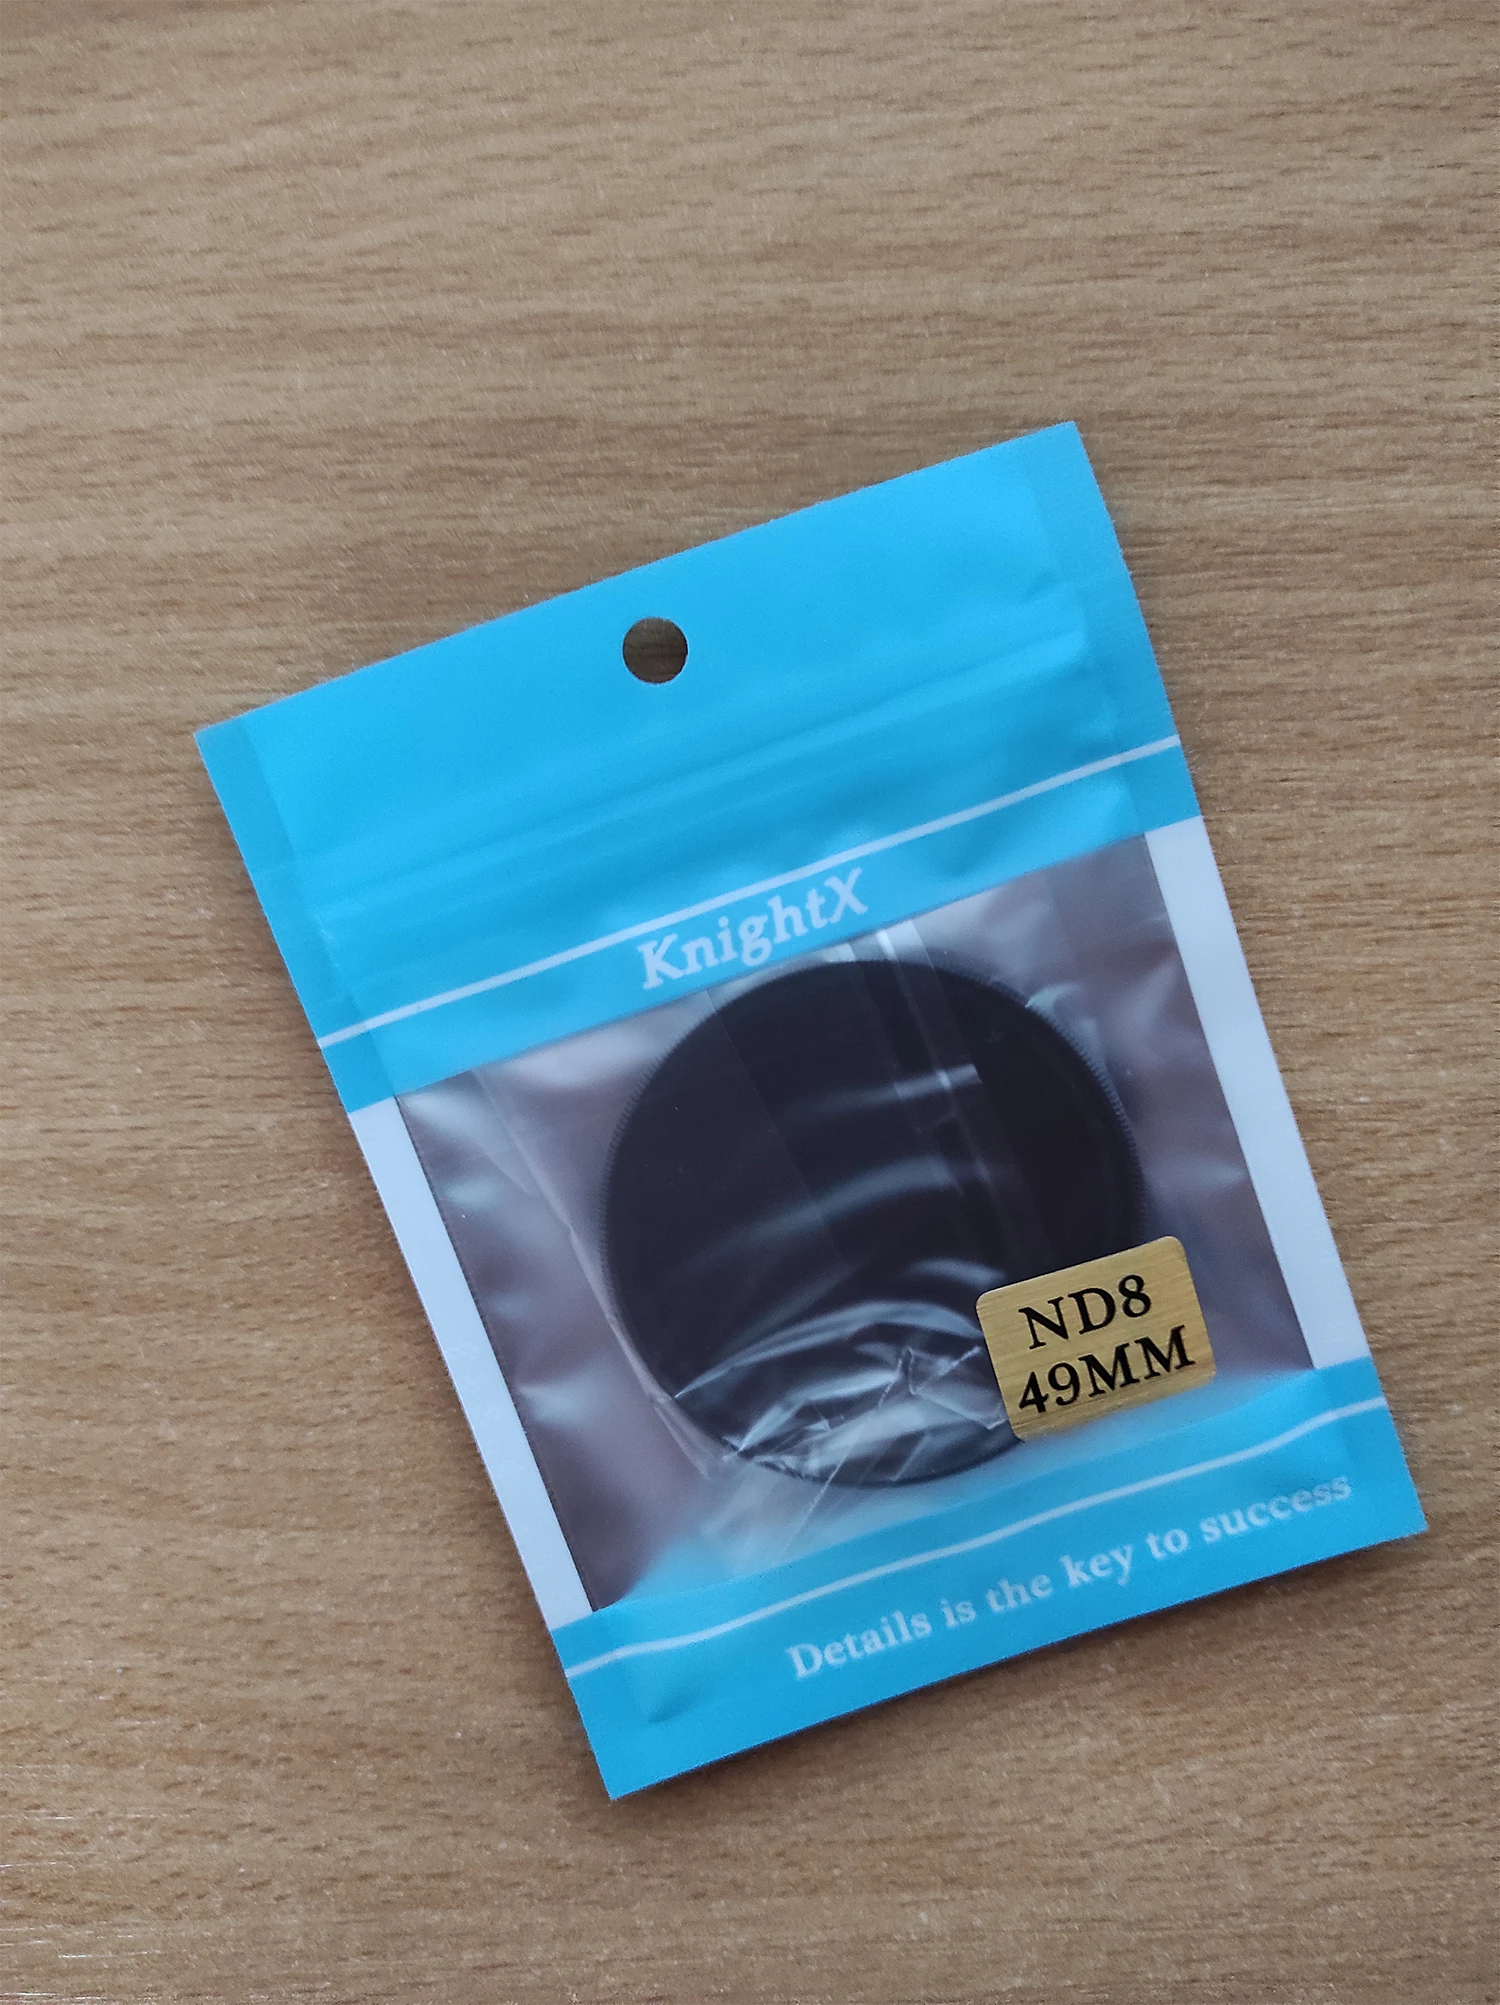 KnightX
ND8
49MM
Details is the key to success